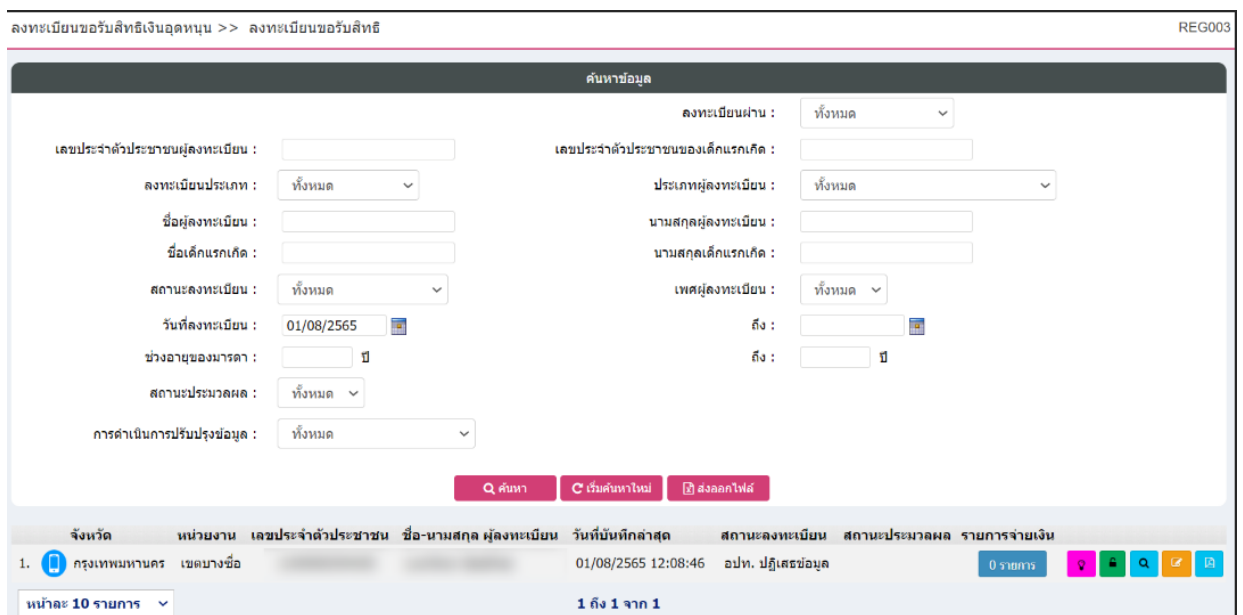 ลงทะเบียนขอรับสิทธิเงินอุดหนุน >> ลงทะเบียนขอรับสิทธิ REG003
ค้นหาข้อมูล
ลงทะเบียนผ่าน : ทั้งหมด
เลขประจำตัวประชาชนผู้ลงทะเบียน : เลขประจำตัวประชาชนของเด็กแรกเกิด :
ลงทะเบียนประเภท : ทั้งหมด ประเภทผู้ลงทะเบียน : ทั้งหมด
ชื่อผู้ลงทะเบียน : นามสกุลผู้ลงทะเบียน :
ชื่อเด็กแรกเกิด : นามสกุลเด็กแรกเกิด :
สถานะลงทะเบียน : ทั้งหมด เพศผู้ลงทะเบียน : ทั้งหมด
วันที่ลงทะเบียน : 01/08/2565 ถึง :
ช่วงอายุของมารดา : ปี ถึง : ปี
สถานะประมวลผล : ทั้งหมด
การดำเนินการปรับปรุงข้อมูล : ทั้งหมด
ค้นหา เริ่มค้นหาใหม่ ส่งออกไฟล์
จังหวัด หน่วยงาน เลขประจำตัวประชาชน ชื่อ-นามสกุล ผู้ลงทะเบียน วันที่บันทึกล่าสุด สถานะลงทะเบียน สถานะประมวลผล รายการจ่ายเงิน
1. กรุงเทพมหานคร เขตบางซื่อ 01/08/2565 12:08:46 อปท. ปฏิเสธข้อมูล 0 รายการ
หน้าละ 10 รายการ 1 ถึง 1 จาก 1